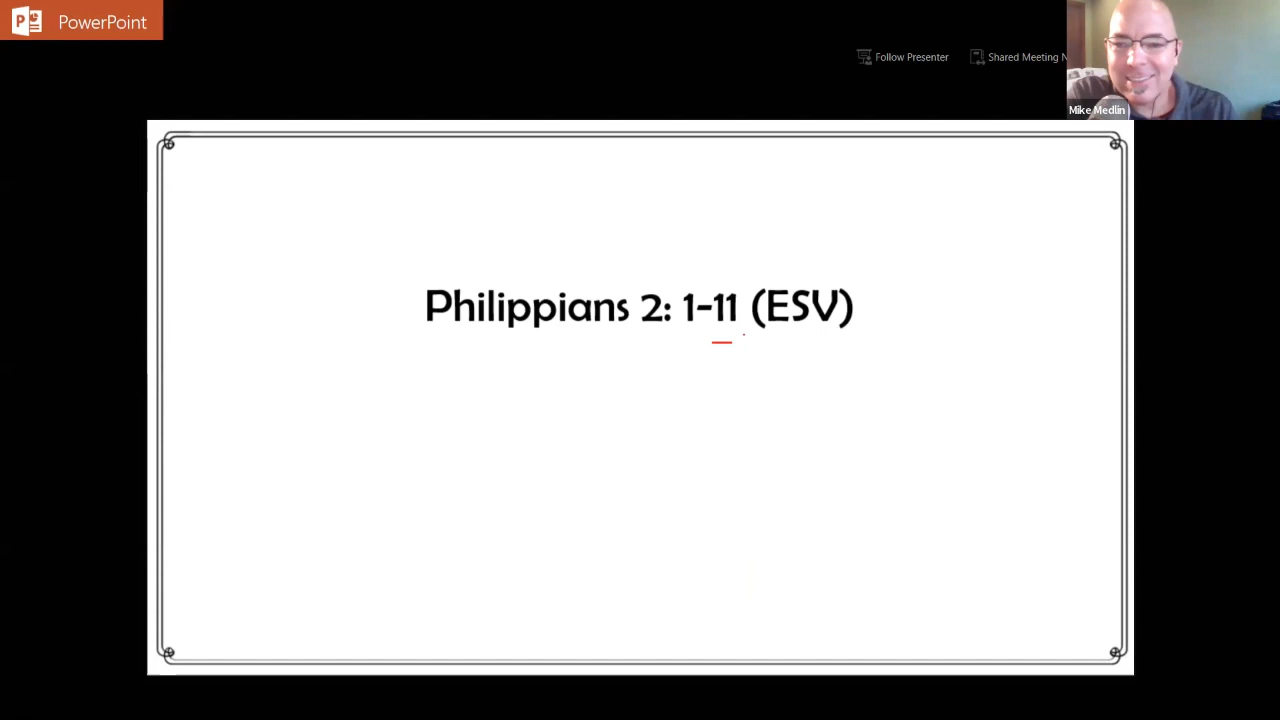 PowerPoint
Follow Presenter
Shared Meeting N
Mike Medlin
Philippians 2: 1-11 (ESV)